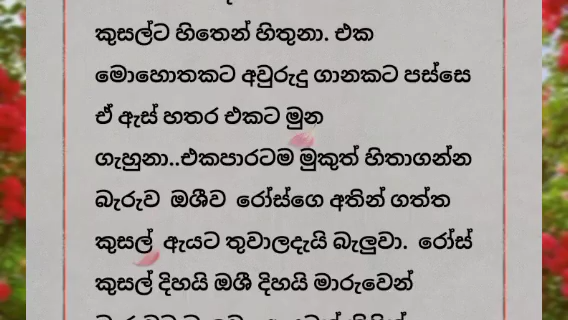 කුසල්ට හිතෙන් හිතුනා. එක
මොහොතකට අවුරුදු ගානකට පස්සෙ
ඒ ඇස් හතර එකට මුන
ගැහුනා..එකපාරටම මුකුත් හිතාගන්න
බැරුව ඔශීව රෝස්ගෙ අතින් ගත්ත
කුසල් ඇයට තුවාලදැයි බැලුවා. රෝස්
කුසල් දිහයි ඔශී දිහයි මාරුවෙන්